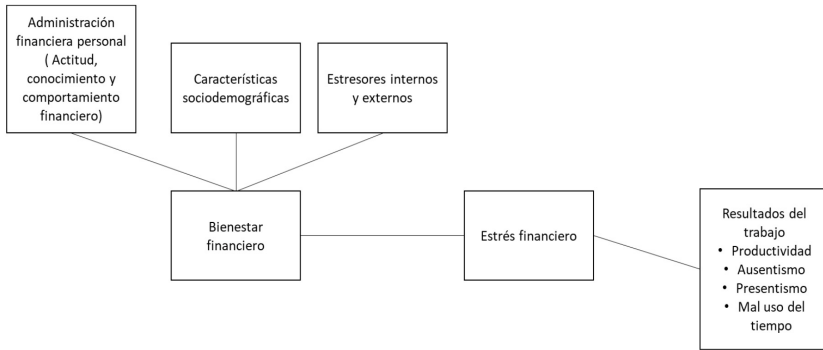 Administración
financiera personal
( Actitud,
conocimiento y
comportamiento
financiero)
Características
sociodemográficas
Estresores internos
y externos
Bienestar
financiero
Estrés financiero
Resultados del
trabajo
• Productividad
• Ausentismo
• Presentismo
• Mal uso del
tiempo